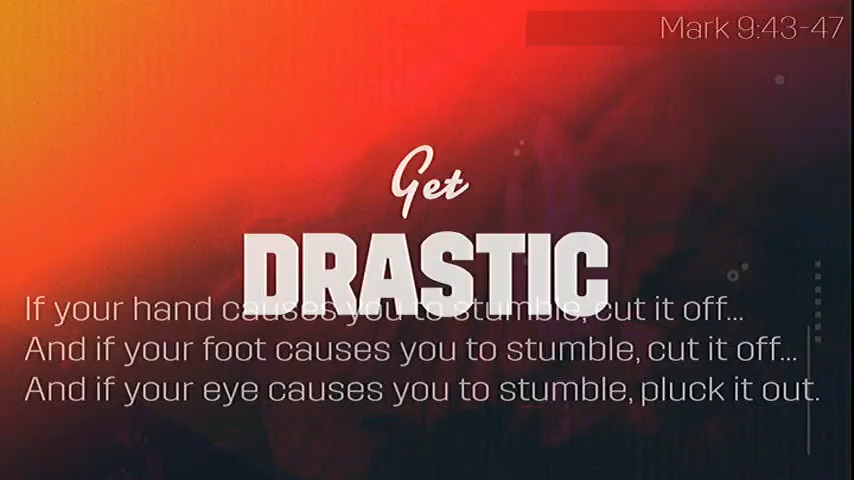 Mark 9:43-47
Get
DRASTIC
If your hand causes you to stumble, cut it off...
And if your foot causes you to stumble, cut it off...
And if your eye causes you to stumble, pluck it out.